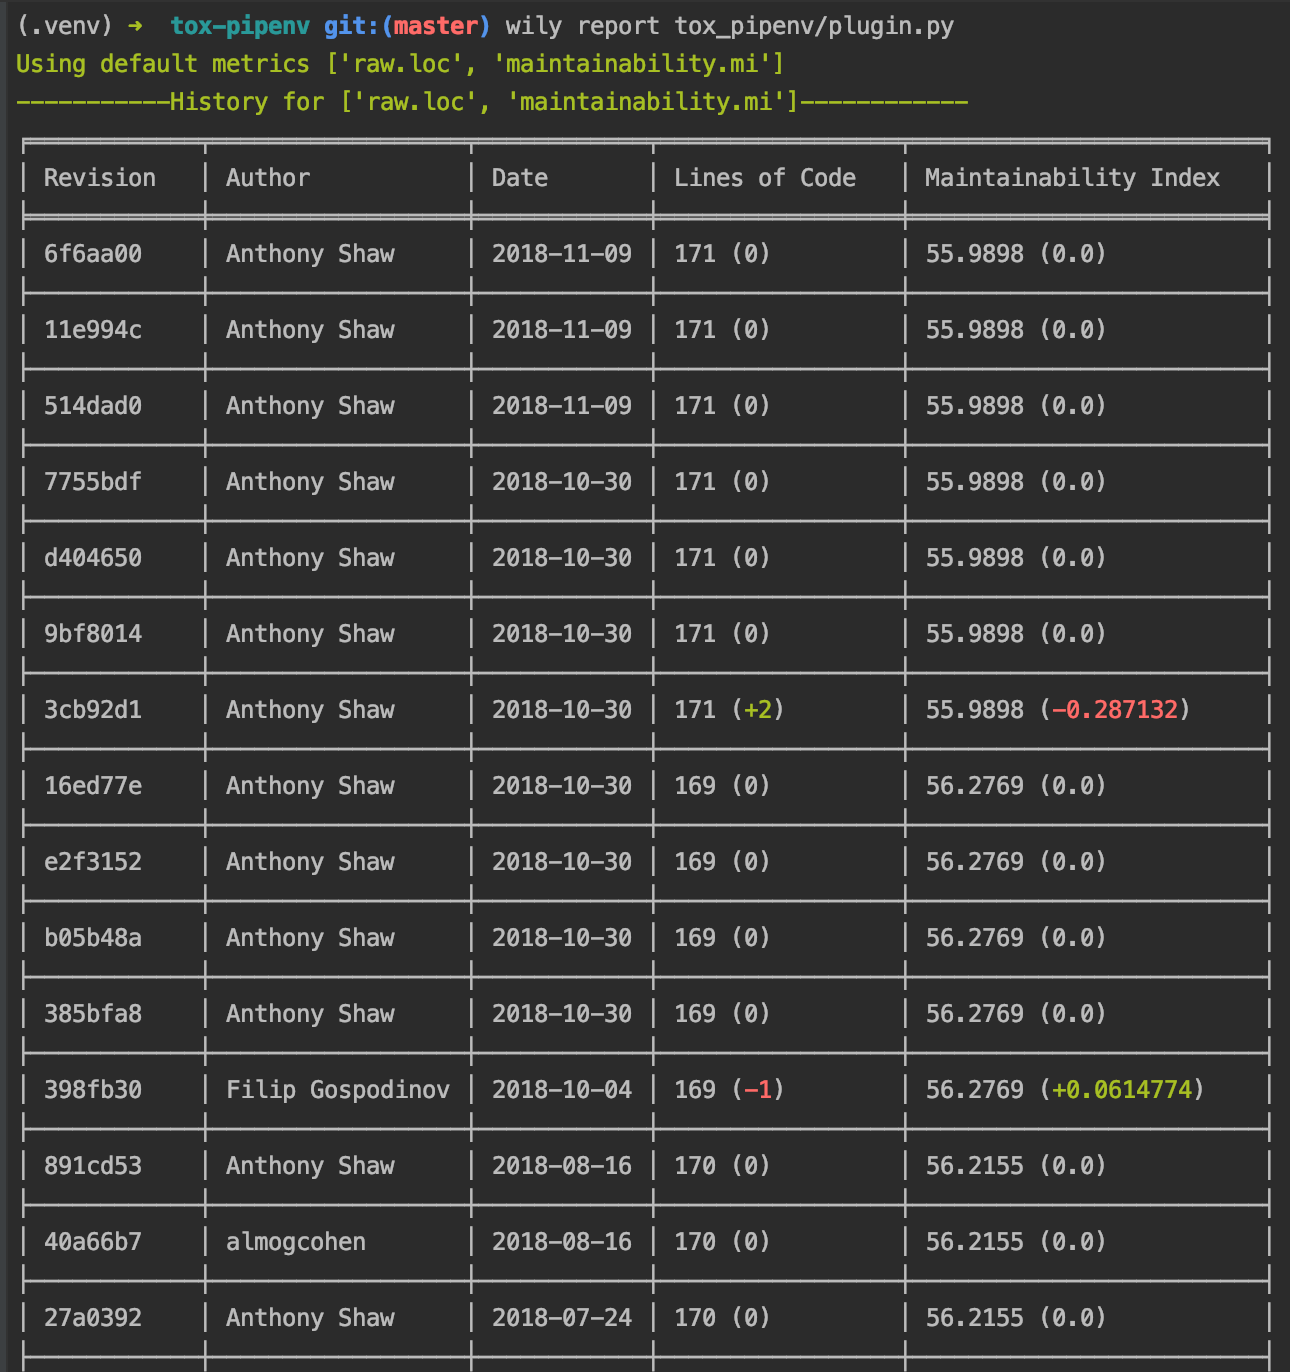 (.venv) ➜ tox-pipenv git:(master) wily report tox_pipenv/plugin.py
Using default metrics ['raw.loc', 'maintainability.mi']
-----------History for ['raw.loc', 'maintainability.mi']------------
Revision Author Date Lines of Code Maintainability Index
6f6aa00 Anthony Shaw 2018-11-09 171 (0) 55.9898 (0.0)
11e994c Anthony Shaw 2018-11-09 171 (0) 55.9898 (0.0)
514dad0 Anthony Shaw 2018-11-09 171 (0) 55.9898 (0.0)
7755bdf Anthony Shaw 2018-10-30 171 (0) 55.9898 (0.0)
d404650 Anthony Shaw 2018-10-30 171 (0) 55.9898 (0.0)
9bf8014 Anthony Shaw 2018-10-30 171 (0) 55.9898 (0.0)
3cb92d1 Anthony Shaw 2018-10-30 171 (+2) 55.9898 (-0.287132)
16ed77e Anthony Shaw 2018-10-30 169 (0) 56.2769 (0.0)
e2f3152 Anthony Shaw 2018-10-30 169 (0) 56.2769 (0.0)
b05b48a Anthony Shaw 2018-10-30 169 (0) 56.2769 (0.0)
385bfa8 Anthony Shaw 2018-10-30 169 (0) 56.2769 (0.0)
398fb30 Filip Gospodinov 2018-10-04 169 (-1) 56.2769 (+0.0614774)
891cd53 Anthony Shaw 2018-08-16 170 (0) 56.2155 (0.0)
40a66b7 almogcohen 2018-08-16 170 (0) 56.2155 (0.0)
27a0392 Anthony Shaw 2018-07-24 170 (0) 56.2155 (0.0)